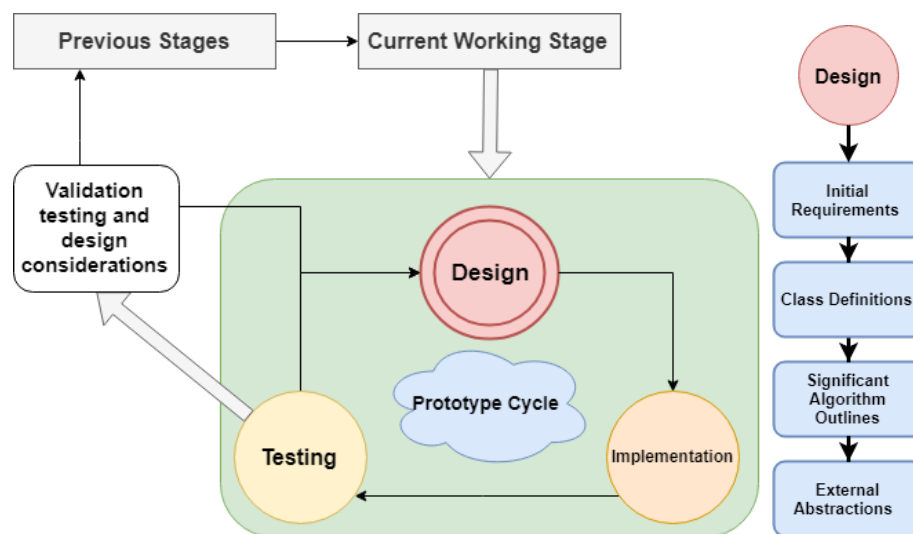 Previous Stages
Current Working Stage
Validation
testing and
design
considerations
Design
Prototype Cycle
Testing
Implementation
Design
Initial
Requirements
Class Definitions
Significant
Algorithm
Outlines
External
Abstractions